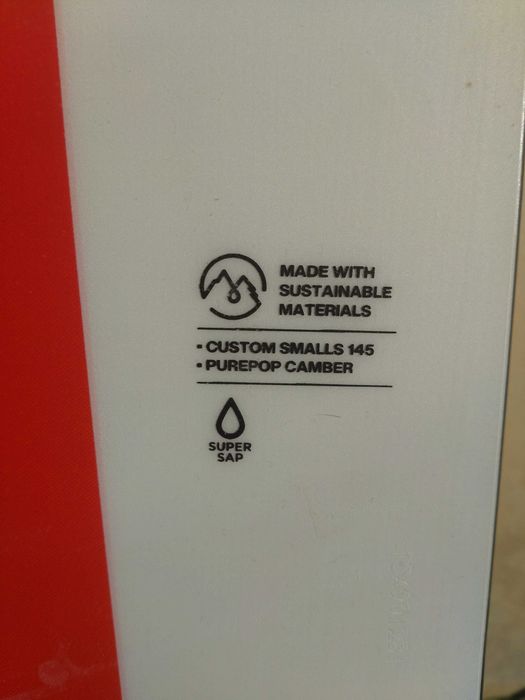 MADE WITH
SUSTAINABLE
MATERIALS
• CUSTOM SMALLS 145
• PUREPOP CAMBER
SUPER
SAP